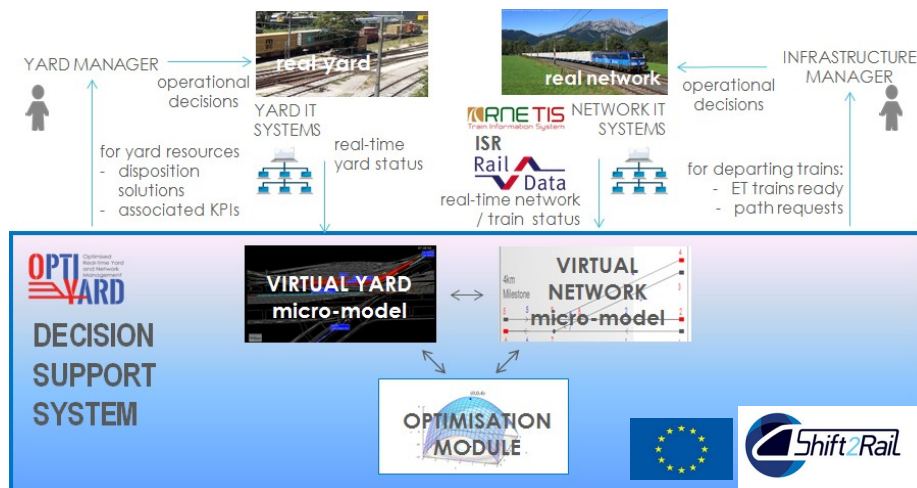 YARD MANAGER
operational
decisions
real yard
real network
operational
decisions
INFRASTRUCTURE
MANAGER
YARD IT
SYSTEMS
RNE TIS
Train Information System
NETWORK IT
SYSTEMS
ISR
Rail
Data
for yard resources
- disposition
solutions
- associated KPIs
real-time
yard status
real-time network
/ train status
for departing trains:
- ET trains ready
- path requests
OPTI
YARD
Optimised
Real-time Yard
and Network
Management
DECISION
SUPPORT
SYSTEM
VIRTUAL YARD
micro-model
4km
Milestone
VIRTUAL
NETWORK
micro-model
OPTIMISATION
MODULE
Shift2Rail